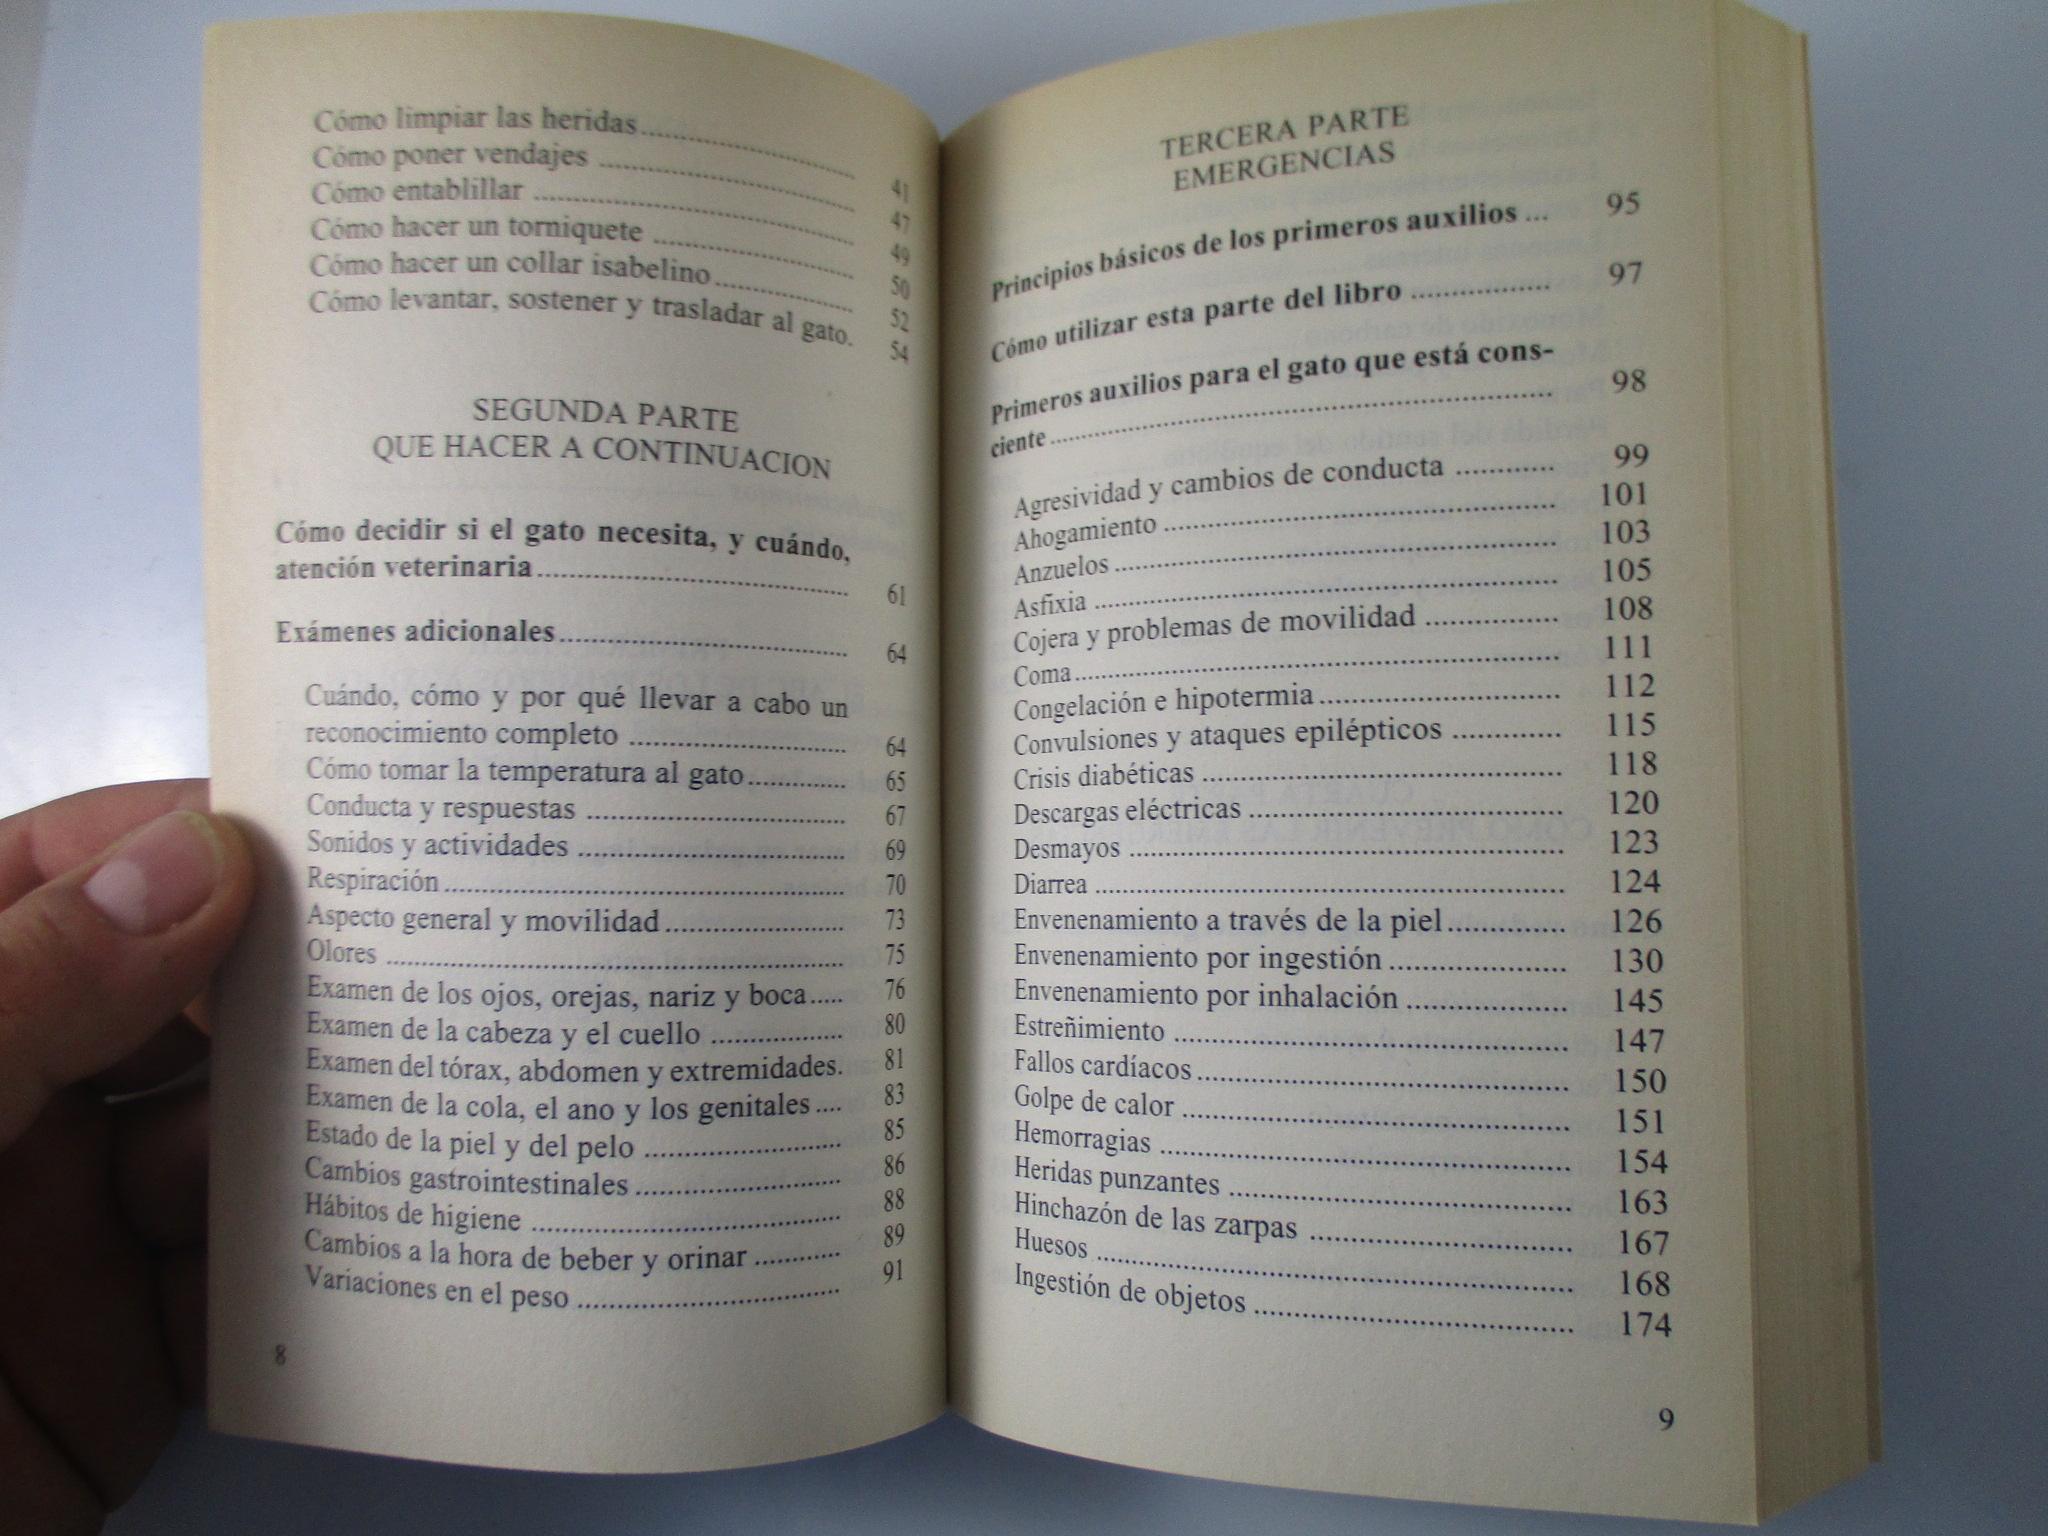 Cómo limpiar las heridas........................ 41
Cómo poner vendajes ........................ 47
Cómo entablillar ........................ 49
Cómo hacer un torniquete ........................ 50
Cómo hacer un collar isabelino................ 52
Cómo levantar, sostener y trasladar al gato. 54
SEGUNDA PARTE
QUE HACER A CONTINUACION
Cómo decidir si el gato necesita, y cuándo,
atención veterinaria........................ 61
Exámenes adicionales........................ 64
Cuándo, cómo y por qué llevar a cabo un
reconocimiento completo ........................ 64
Cómo tomar la temperatura al gato............. 65
Conducta y respuestas ........................ 67
Sonidos y actividades ........................ 69
Respiración ........................ 70
Aspecto general y movilidad.................... 73
Olores ........................ 75
Examen de los ojos, orejas, nariz y boca..... 76
Examen de la cabeza y el cuello ............... 80
Examen del tórax, abdomen y extremidades. 81
Examen de la cola, el ano y los genitales .... 83
Estado de la piel y del pelo ..................... 85
Cambios gastrointestinales...................... 86
Hábitos de higiene ........................ 88
Cambios a la hora de beber y orinar .......... 89
Variaciones en el peso ........................ 91
8
TERCERA PARTE
EMERGENCIAS
Principios básicos de los primeros auxilios ... 95
Cómo utilizar esta parte del libro ................ 97
Primeros auxilios para el gato que está cons-
ciente ........................ 98
Agresividad y cambios de conducta ........... 99
Ahogamiento ........................ 101
Anzuelos ........................ 103
Asfixia ........................ 105
Cojera y problemas de movilidad .............. 108
Coma ........................ 111
Congelación e hipotermia ........................ 112
Convulsiones y ataques epilépticos ............ 115
Crisis diabéticas ........................ 118
Descargas eléctricas ........................ 120
Desmayos ........................ 123
Diarrea ........................ 124
Envenenamiento a través de la piel............. 126
Envenenamiento por ingestión ................... 130
Envenenamiento por inhalación ................. 145
Estreñimiento ........................ 147
Fallos cardíacos ........................ 150
Golpe de calor ........................ 151
Hemorragias ........................ 154
Heridas punzantes ........................ 163
Hinchazón de las zarpas ........................ 167
Huesos ........................ 168
Ingestión de objetos ........................ 174
9